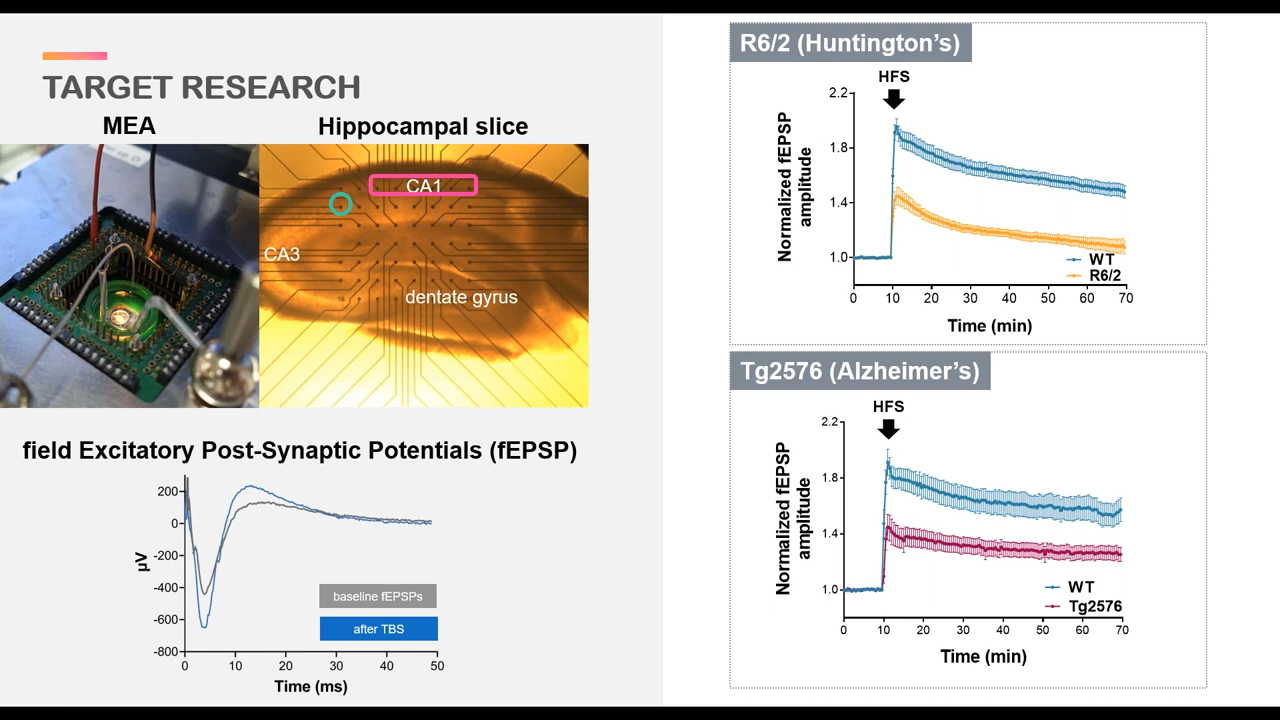 TARGET RESEARCH
MEA
Hippocampal slice
CA1
CA3
dentate gyrus
field Excitatory Post-Synaptic Potentials (fEPSP)
200
0
-200
-400
-600
-800
µV
baseline fEPSPs
after TBS
0 10 20 30 40 50
Time (ms)
R6/2 (Huntington's)
HFS
2.2
1.8
1.4
1.0
Normalized fEPSP
amplitude
WT
R6/2
0 10 20 30 40 50 60 70
Time (min)
Tg2576 (Alzheimer's)
HFS
2.2
1.8
1.4
1.0
Normalized fEPSP
amplitude
WT
Tg2576
0 10 20 30 40 50 60 70
Time (min)